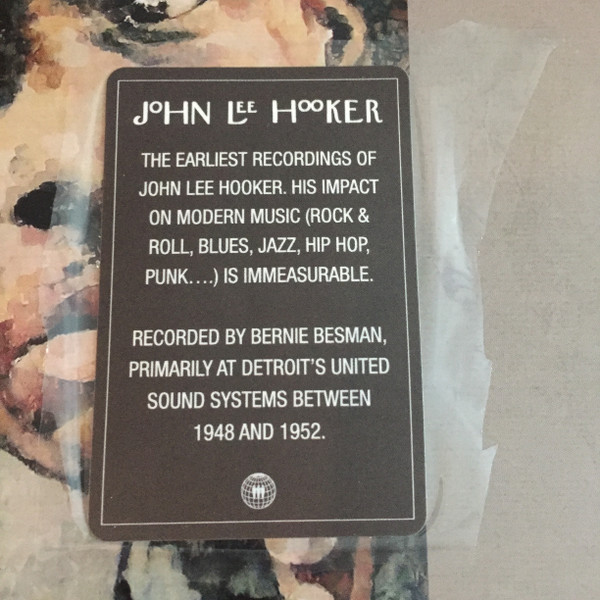 JOHN LEE HOOKER
THE EARLIEST RECORDINGS OF
JOHN LEE HOOKER. HIS IMPACT
ON MODERN MUSIC (ROCK &
ROLL, BLUES, JAZZ, HIP HOP,
PUNK....) IS IMMEASURABLE.
RECORDED BY BERNIE BESMAN,
PRIMARILY AT DETROIT'S UNITED
SOUND SYSTEMS BETWEEN
1948 AND 1952.